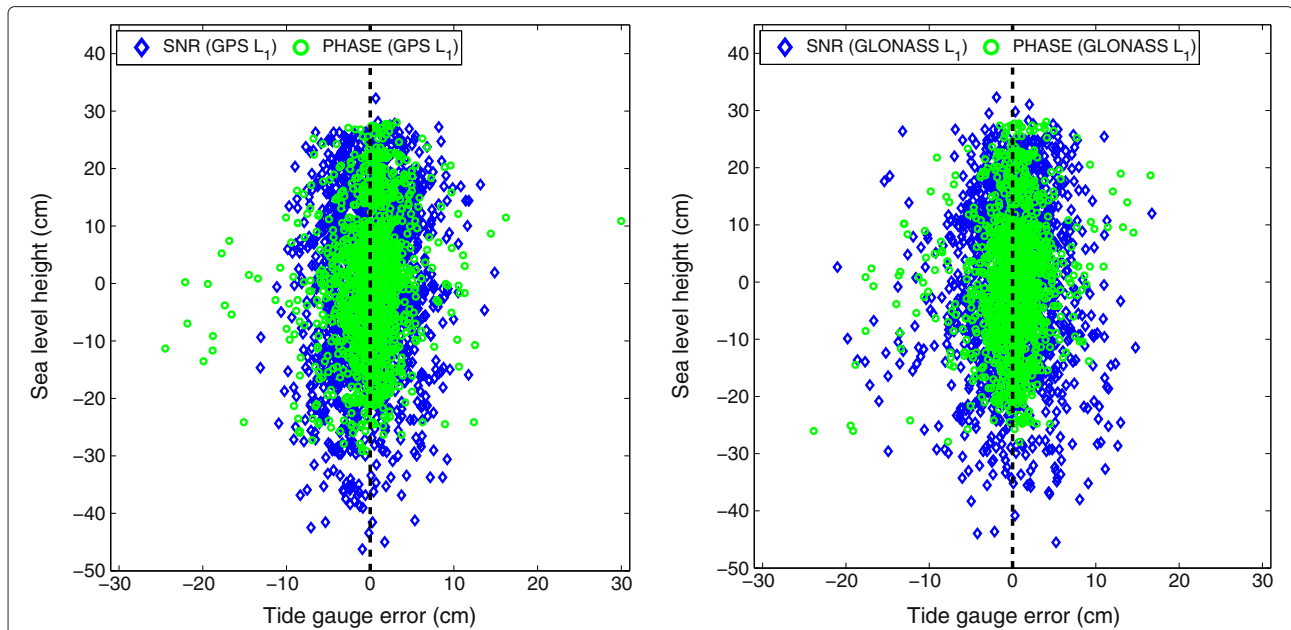 SNR (GPS L1) PHASE (GPS L1)
40
30
20
10
0
−10
−20
−30
−40
−50
−30 −20 −10 0 10 20 30
Sea level height (cm)
Tide gauge error (cm)
SNR (GLONASS L1) PHASE (GLONASS L1)
40
30
20
10
0
−10
−20
−30
−40
−50
−30 −20 −10 0 10 20 30
Sea level height (cm)
Tide gauge error (cm)